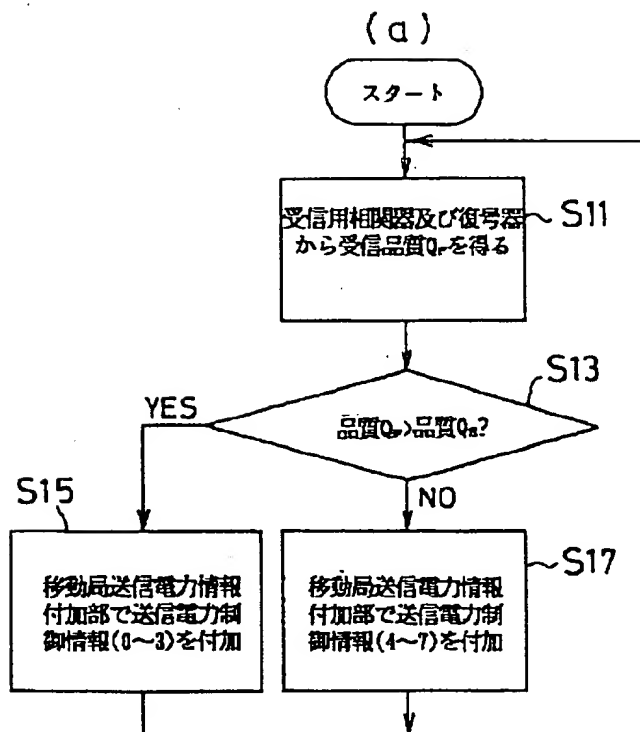 (a)
スタート
受信用相関器及び復号器
から受信品質Qrを得る
S11
S13
品質Qr>品質Qs?
YES
NO
S15
移動局送信電力情報
付加部で送信電力制
御情報(0〜3)を付加
S17
移動局送信電力情報
付加部で送信電力制
御情報(4〜7)を付加